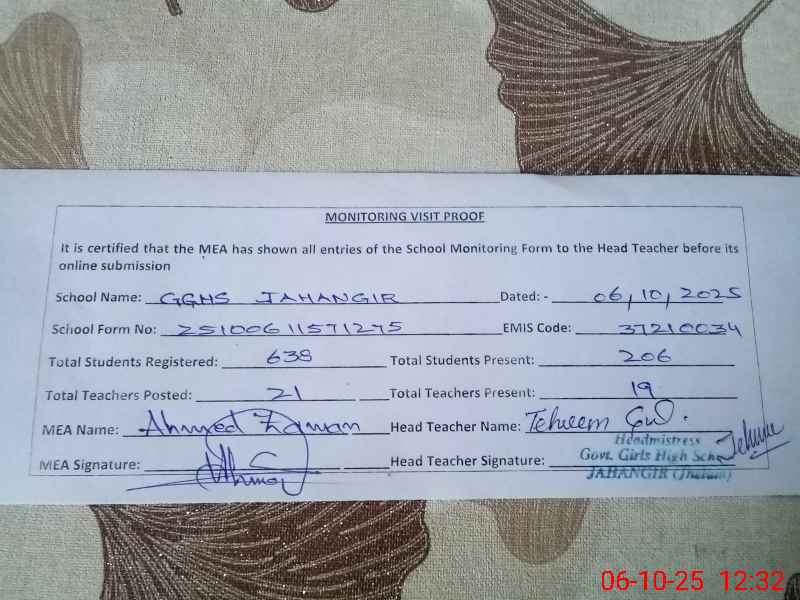 MONITORING VISIT PROOF
It is certified that the MEA has shown all entries of the School Monitoring Form to the Head Teacher before its
online submission
School Name: GGHS JAHANGIR Dated: - 06,10,2025
School Form No: 25100611571275 EMIS Code: 37210034
Total Students Registered: 638 Total Students Present: 206
Total Teachers Posted: 21 Total Teachers Present: 19
MEA Name: Ahmed Zaman Head Teacher Name: Tehreem Gul.
Headmistress
MEA Signature: Head Teacher Signature: Govt. Girls High School
JAHANGIR (Jhelum)
06-10-25 12:32